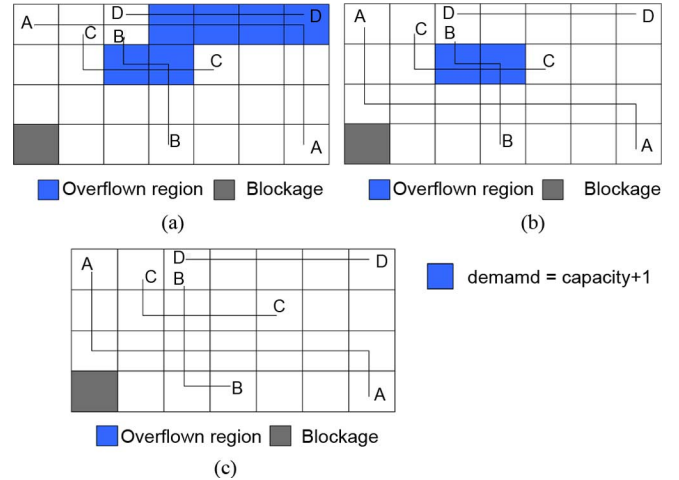 A D D D D
C B C B
C C
B A B A
Overflown region Blockage Overflown region Blockage
(a) (b)
A D D
C B
C
demamd = capacity+1
B A
Overflown region Blockage
(c)